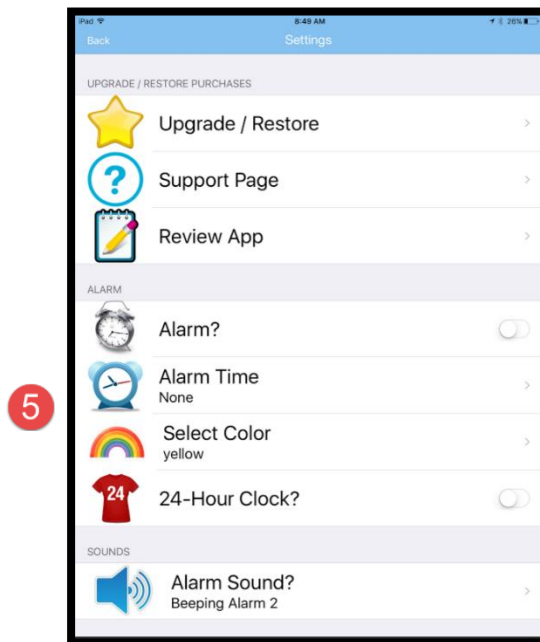 iPad 8:49 AM 26%
Back Settings
UPGRADE / RESTORE PURCHASES
Upgrade / Restore
?
Support Page
Review App
ALARM
Alarm?
Alarm Time
None
5
Select Color
yellow
24
24-Hour Clock?
SOUNDS
Alarm Sound?
Beeping Alarm 2